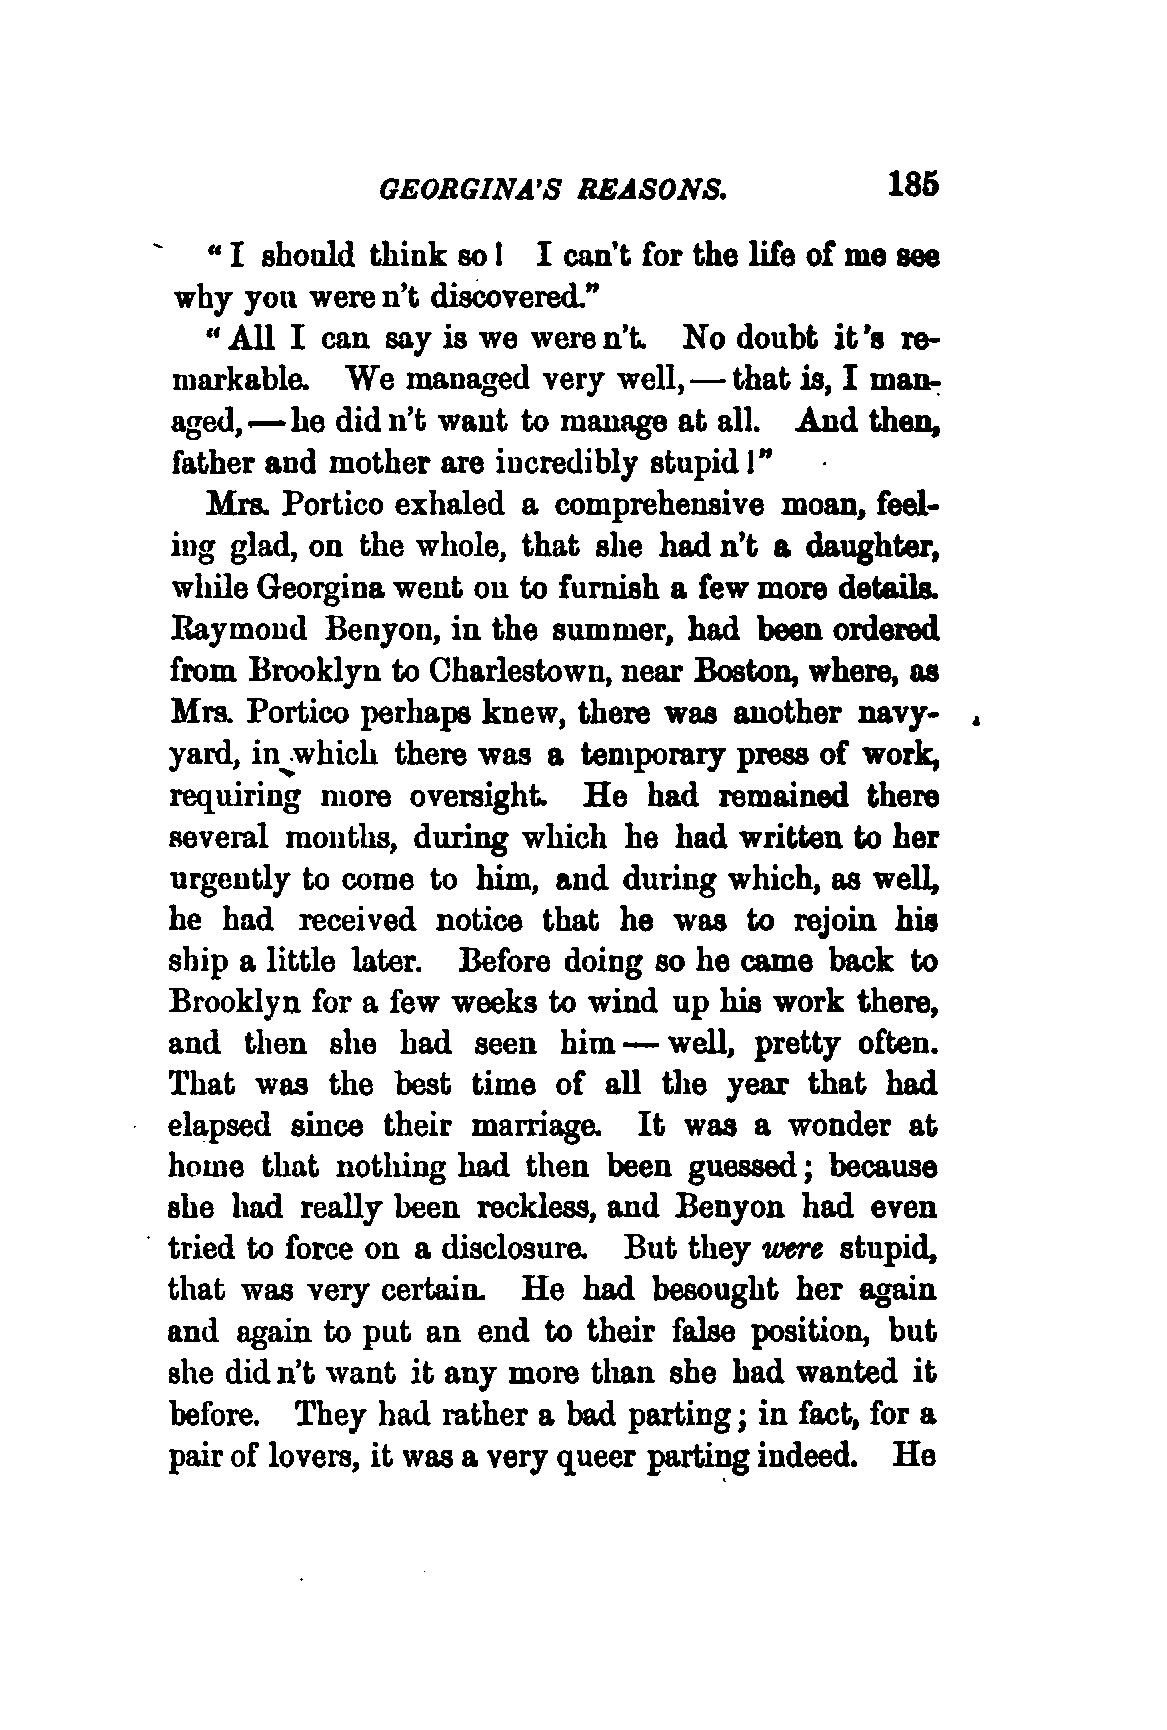 GEORGINA'S REASONS. 185
"I should think so! I can't for the life of me see
why you were n't discovered."
"All I can say is we were n't. No doubt it's re-
markable. We managed very well,—that is, I man-
aged,—he did n't want to manage at all. And then,
father and mother are incredibly stupid!"
Mrs. Portico exhaled a comprehensive moan, feel-
ing glad, on the whole, that she had n't a daughter,
while Georgina went on to furnish a few more details.
Raymond Benyon, in the summer, had been ordered
from Brooklyn to Charlestown, near Boston, where, as
Mrs. Portico perhaps knew, there was another navy-
yard, in which there was a temporary press of work,
requiring more oversight. He had remained there
several months, during which he had written to her
urgently to come to him, and during which, as well,
he had received notice that he was to rejoin his
ship a little later. Before doing so he came back to
Brooklyn for a few weeks to wind up his work there,
and then she had seen him—well, pretty often.
That was the best time of all the year that had
elapsed since their marriage. It was a wonder at
home that nothing had then been guessed; because
she had really been reckless, and Benyon had even
tried to force on a disclosure. But they were stupid,
that was very certain. He had besought her again
and again to put an end to their false position, but
she did n't want it any more than she had wanted it
before. They had rather a bad parting; in fact, for a
pair of lovers, it was a very queer parting indeed. He